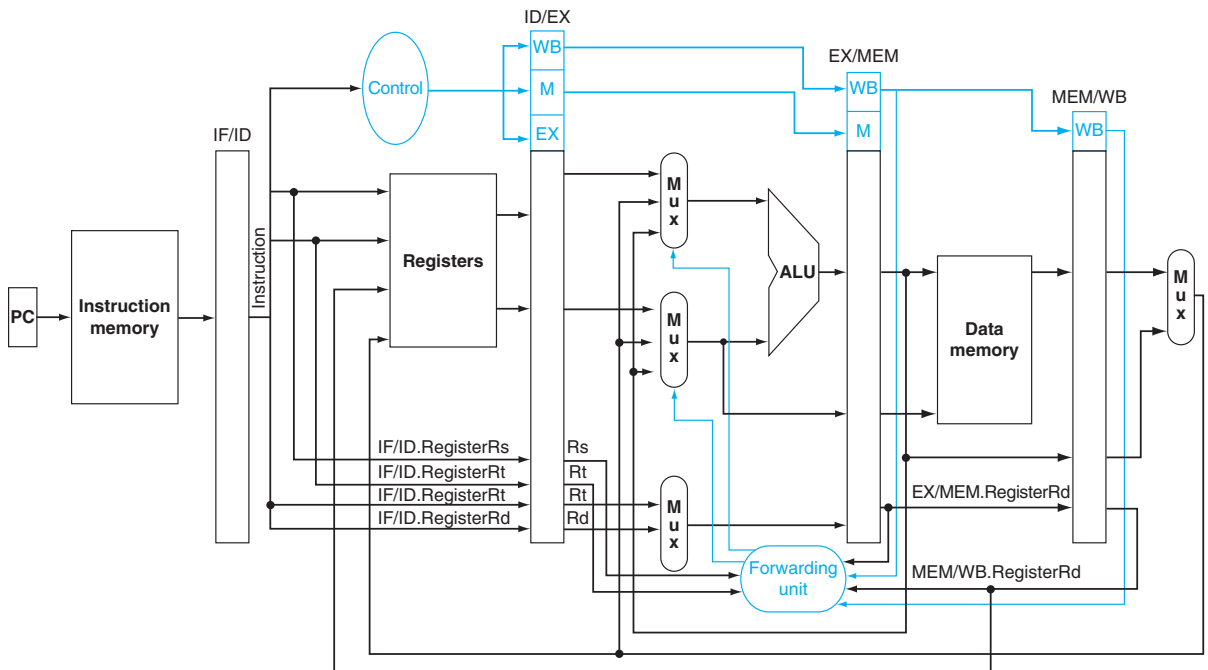 ID/EX
WB
EX/MEM
Control
M
WB
MEM/WB
IF/ID
EX
M
WB
M
u
x
Instruction
Registers
ALU
PC
Instruction
memory
M
u
x
Data
memory
M
u
x
IF/ID.RegisterRs
Rs
IF/ID.RegisterRt
Rt
IF/ID.RegisterRt
Rt
IF/ID.RegisterRd
Rd
M
u
x
EX/MEM.RegisterRd
Forwarding
unit
MEM/WB.RegisterRd